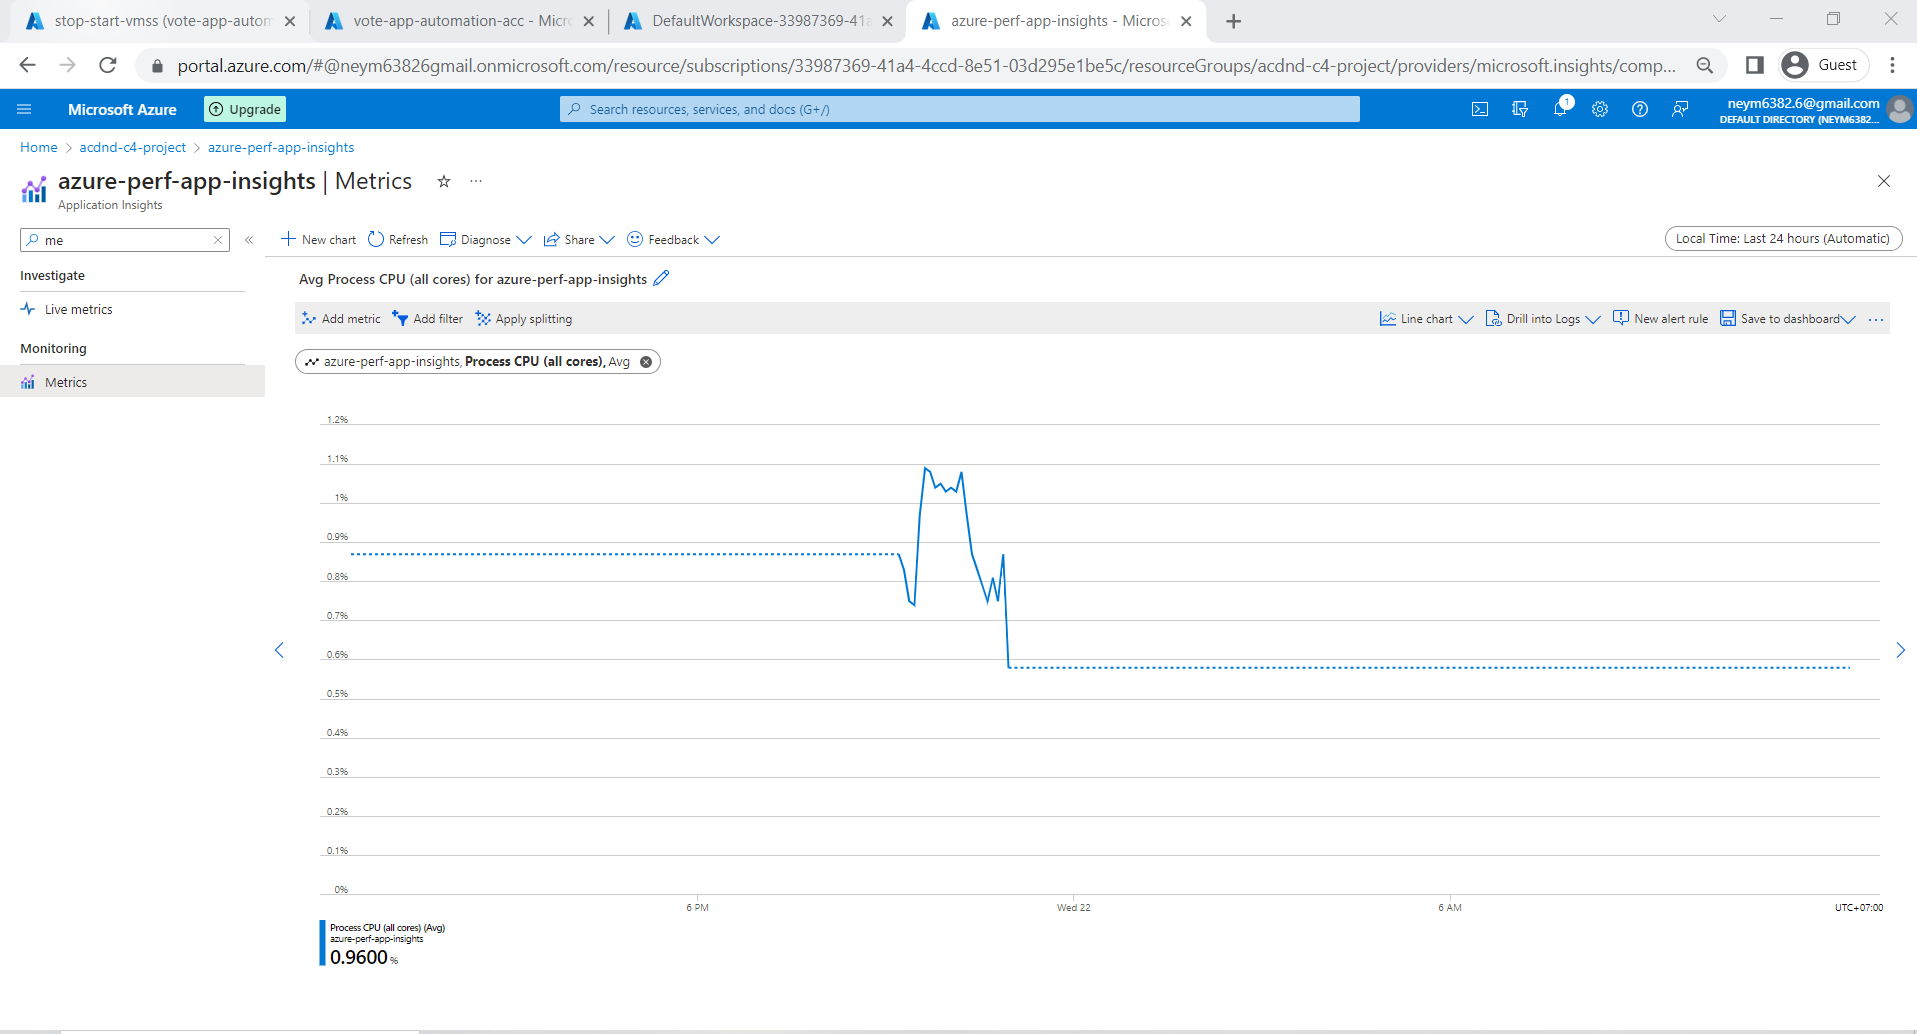 stop-start-vmss (vote-app-autom
vote-app-automation-acc - Micro
DefaultWorkspace-33987369-41a
azure-perf-app-insights - Micros
portal.azure.com/#@neym63826gmail.onmicrosoft.com/resource/subscriptions/33987369-41a4-4ccd-8e51-03d295e1be5c/resourceGroups/acdnd-c4-project/providers/microsoft.insights/comp...
Guest
Microsoft Azure
Upgrade
Search resources, services, and docs (G+/)
1
neym6382.6@gmail.com
DEFAULT DIRECTORY (NEYM6382...
Home > acdnd-c4-project > azure-perf-app-insights
azure-perf-app-insights | Metrics
Application Insights
me
New chart
Refresh
Diagnose
Share
Feedback
Local Time: Last 24 hours (Automatic)
Investigate
Live metrics
Monitoring
Metrics
Avg Process CPU (all cores) for azure-perf-app-insights
Add metric
Add filter
Apply splitting
Line chart
Drill into Logs
New alert rule
Save to dashboard
azure-perf-app-insights, Process CPU (all cores), Avg
1.2%
1.1%
1%
0.9%
0.8%
0.7%
0.6%
0.5%
0.4%
0.3%
0.2%
0.1%
0%
6 PM
Wed 22
6 AM
UTC+07:00
Process CPU (all cores) (Avg)
azure-perf-app-insights
0.9600 %